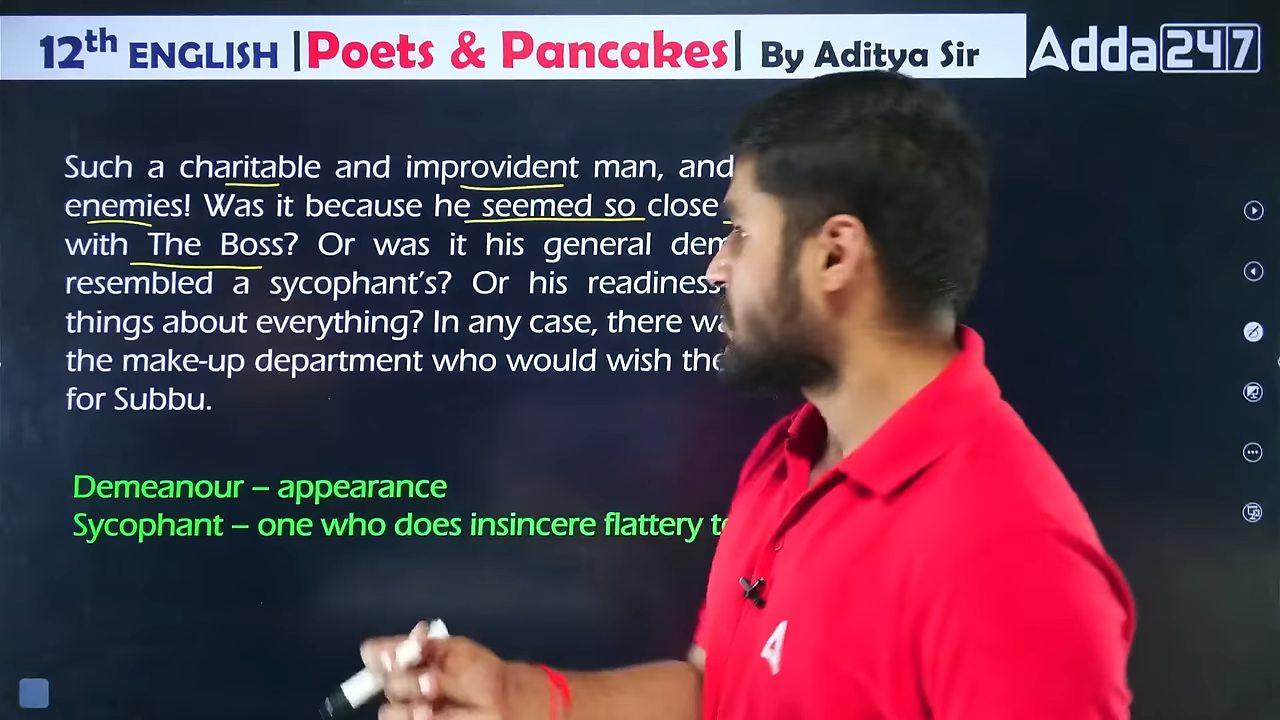 12th ENGLISH |Poets & Pancakes| By Aditya Sir
Adda247
Such a charitable and improvident man, and
enemies! Was it because he seemed so close
with The Boss? Or was it his general
resembled a sycophant's? Or his readiness
things about everything? In any case, there
the make-up department who would wish
for Subbu.
Demeanour – appearance
Sycophant – one who does insincere flattery